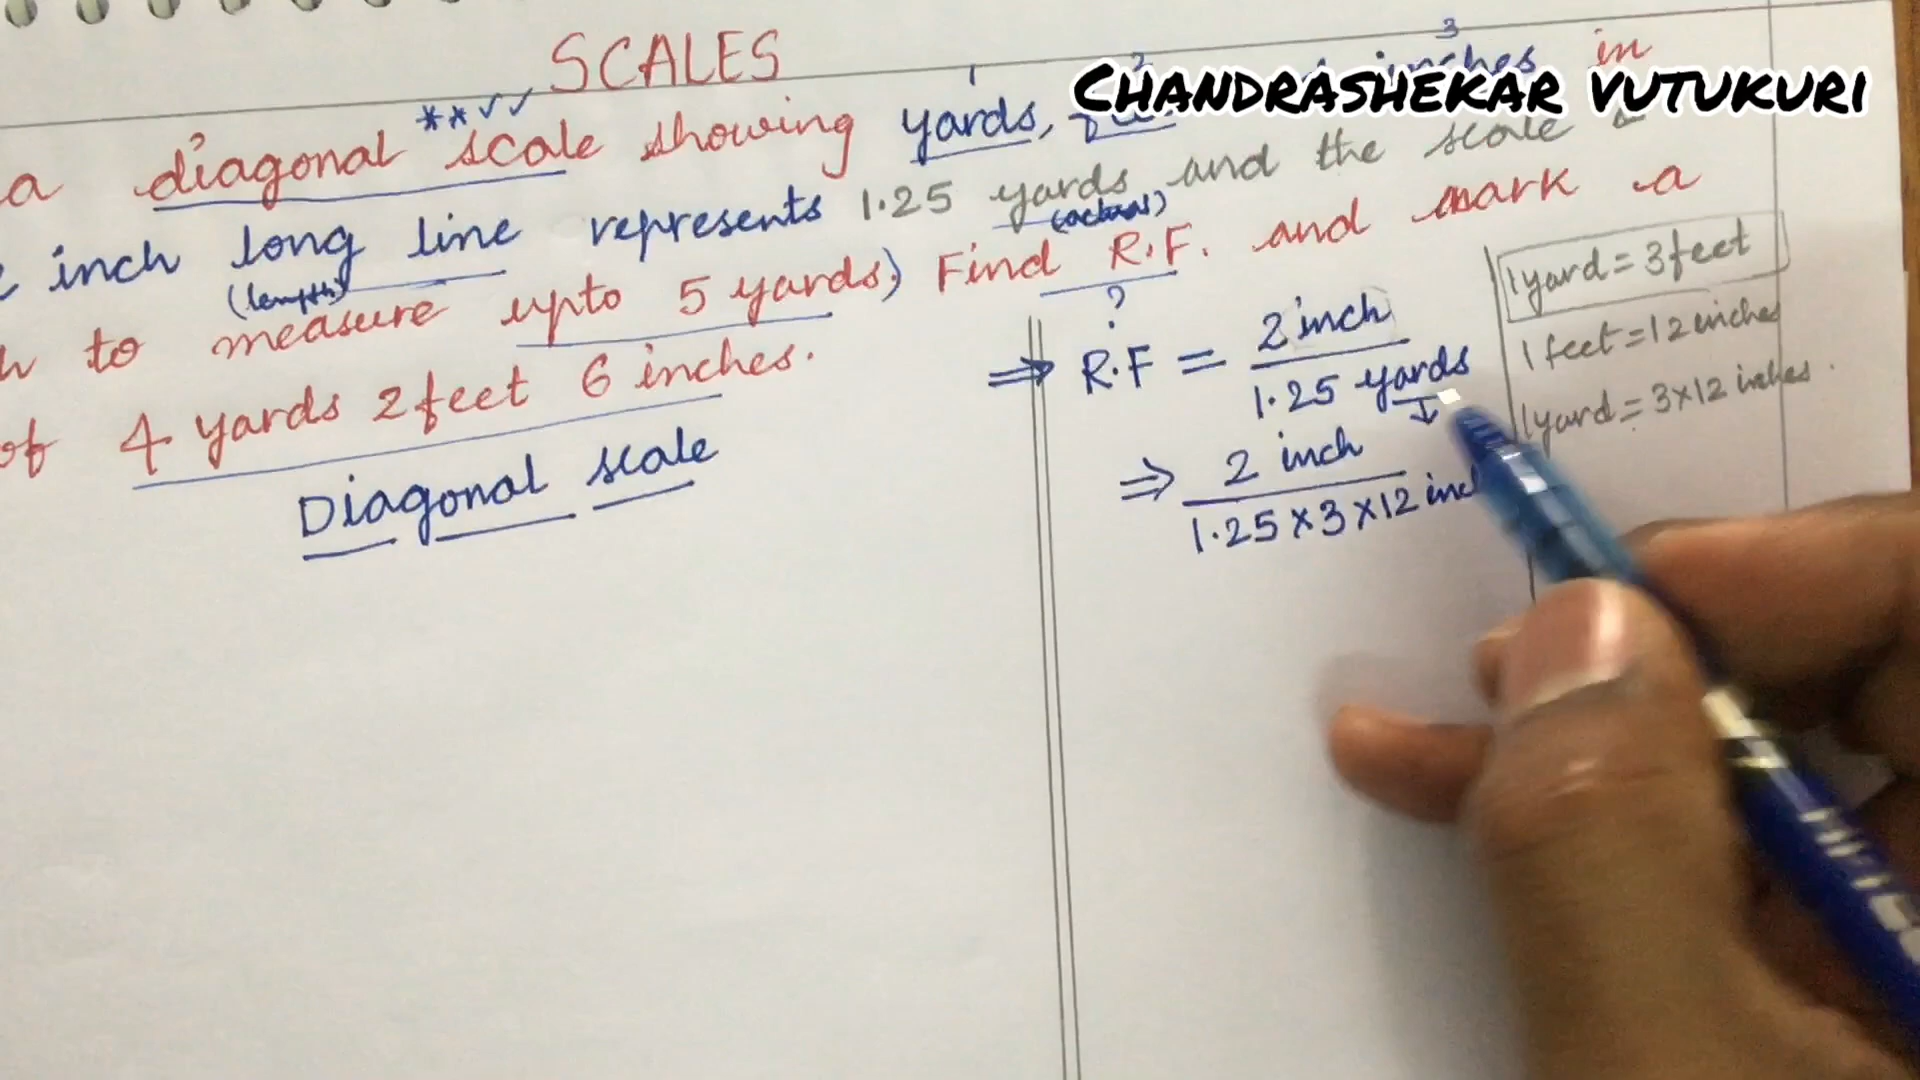 SCALES
CHANDRASHEKAR VUTUKURI
1 2 3
a diagonal scale showing yards, inches in
**✓✓
inch long line represents 1.25 yards and the scale
(length) (actual)
to measure upto 5 yards.) Find R.F. and mark a
?
of 4 yards 2 feet 6 inches.
Diagonal scale
⇒ R.F = 2 inch
1.25 yards
↓
⇒ 2 inch
1.25 × 3 × 12 inc
1 yard = 3 feet
1 feet = 12 inches
1 yard = 3×12 inches.